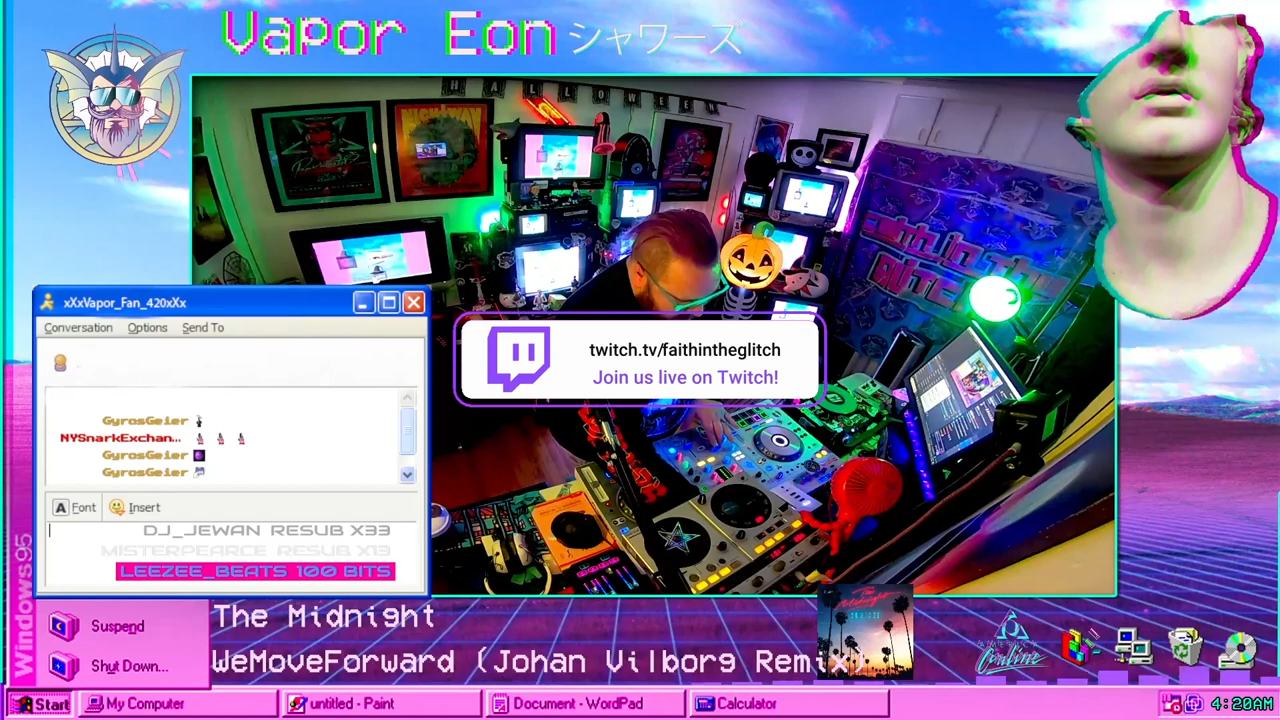 Vapor Eon シャワーズ
HALLOWEEN
xXxVapor_Fan_420xXx
Conversation Options Send To
twitch.tv/faithintheglitch
Join us live on Twitch!
GyrosGeier
NYSnarkExchan...
GyrosGeier
GyrosGeier
A Font Insert
DJ_JEWAN RESUB X33
MISTERPEARCE RESUB X13
LEEZEE_BEATS 100 BITS
Windows95
Suspend
Shut Down...
The Midnight
WeMoveForward (Johan Vilborg Remix)
Online
Start
My Computer
untitled - Paint
Document - WordPad
Calculator
4:20AM